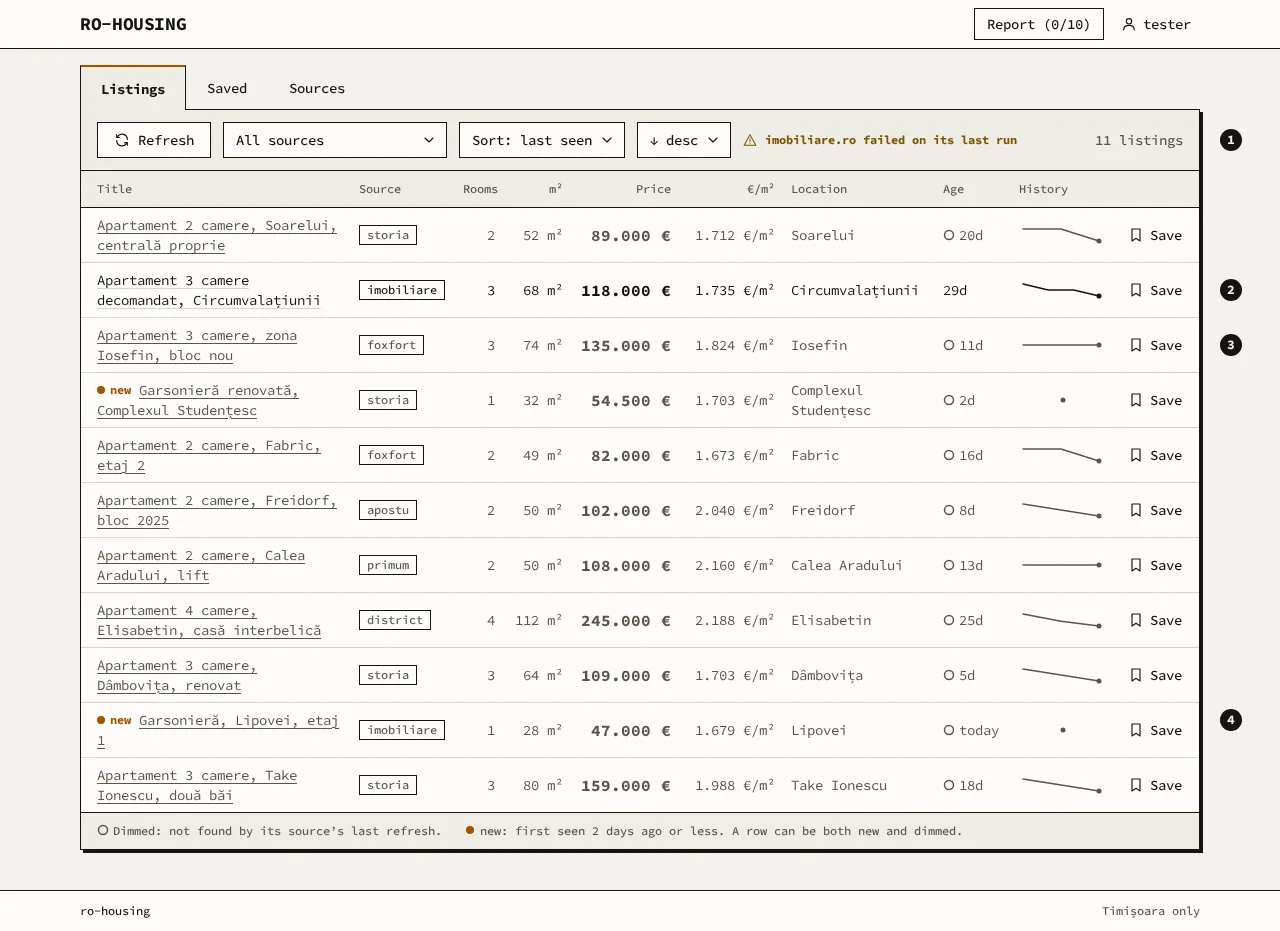 RO-HOUSING
Report (0/10)
tester
Listings
Saved
Sources
Refresh
All sources
Sort: last seen
↓ desc
imobiliare.ro failed on its last run
11 listings
1
Title Source Rooms m² Price €/m² Location Age History
Apartament 2 camere, Soarelui,
centrală proprie
storia 2 52 m² 89.000 € 1.712 €/m² Soarelui 20d Save
Apartament 3 camere
decomandat, Circumvalațiunii
imobiliare 3 68 m² 118.000 € 1.735 €/m² Circumvalațiunii 29d Save
2
Apartament 3 camere, zona
Iosefin, bloc nou
foxfort 3 74 m² 135.000 € 1.824 €/m² Iosefin 11d Save
3
new Garsonieră renovată,
Complexul Studențesc
storia 1 32 m² 54.500 € 1.703 €/m² Complexul
Studențesc
2d Save
Apartament 2 camere, Fabric,
etaj 2
foxfort 2 49 m² 82.000 € 1.673 €/m² Fabric 16d Save
Apartament 2 camere, Freidorf,
bloc 2025
apostu 2 50 m² 102.000 € 2.040 €/m² Freidorf 8d Save
Apartament 2 camere, Calea
Aradului, lift
primum 2 50 m² 108.000 € 2.160 €/m² Calea Aradului 13d Save
Apartament 4 camere,
Elisabetin, casă interbelică
district 4 112 m² 245.000 € 2.188 €/m² Elisabetin 25d Save
Apartament 3 camere,
Dâmbovița, renovat
storia 3 64 m² 109.000 € 1.703 €/m² Dâmbovița 5d Save
new Garsonieră, Lipovei, etaj
1
imobiliare 1 28 m² 47.000 € 1.679 €/m² Lipovei today Save
4
Apartament 3 camere, Take
Ionescu, două băi
storia 3 80 m² 159.000 € 1.988 €/m² Take Ionescu 18d Save
Dimmed: not found by its source’s last refresh. new: first seen 2 days ago or less. A row can be both new and dimmed.
ro-housing
Timișoara only